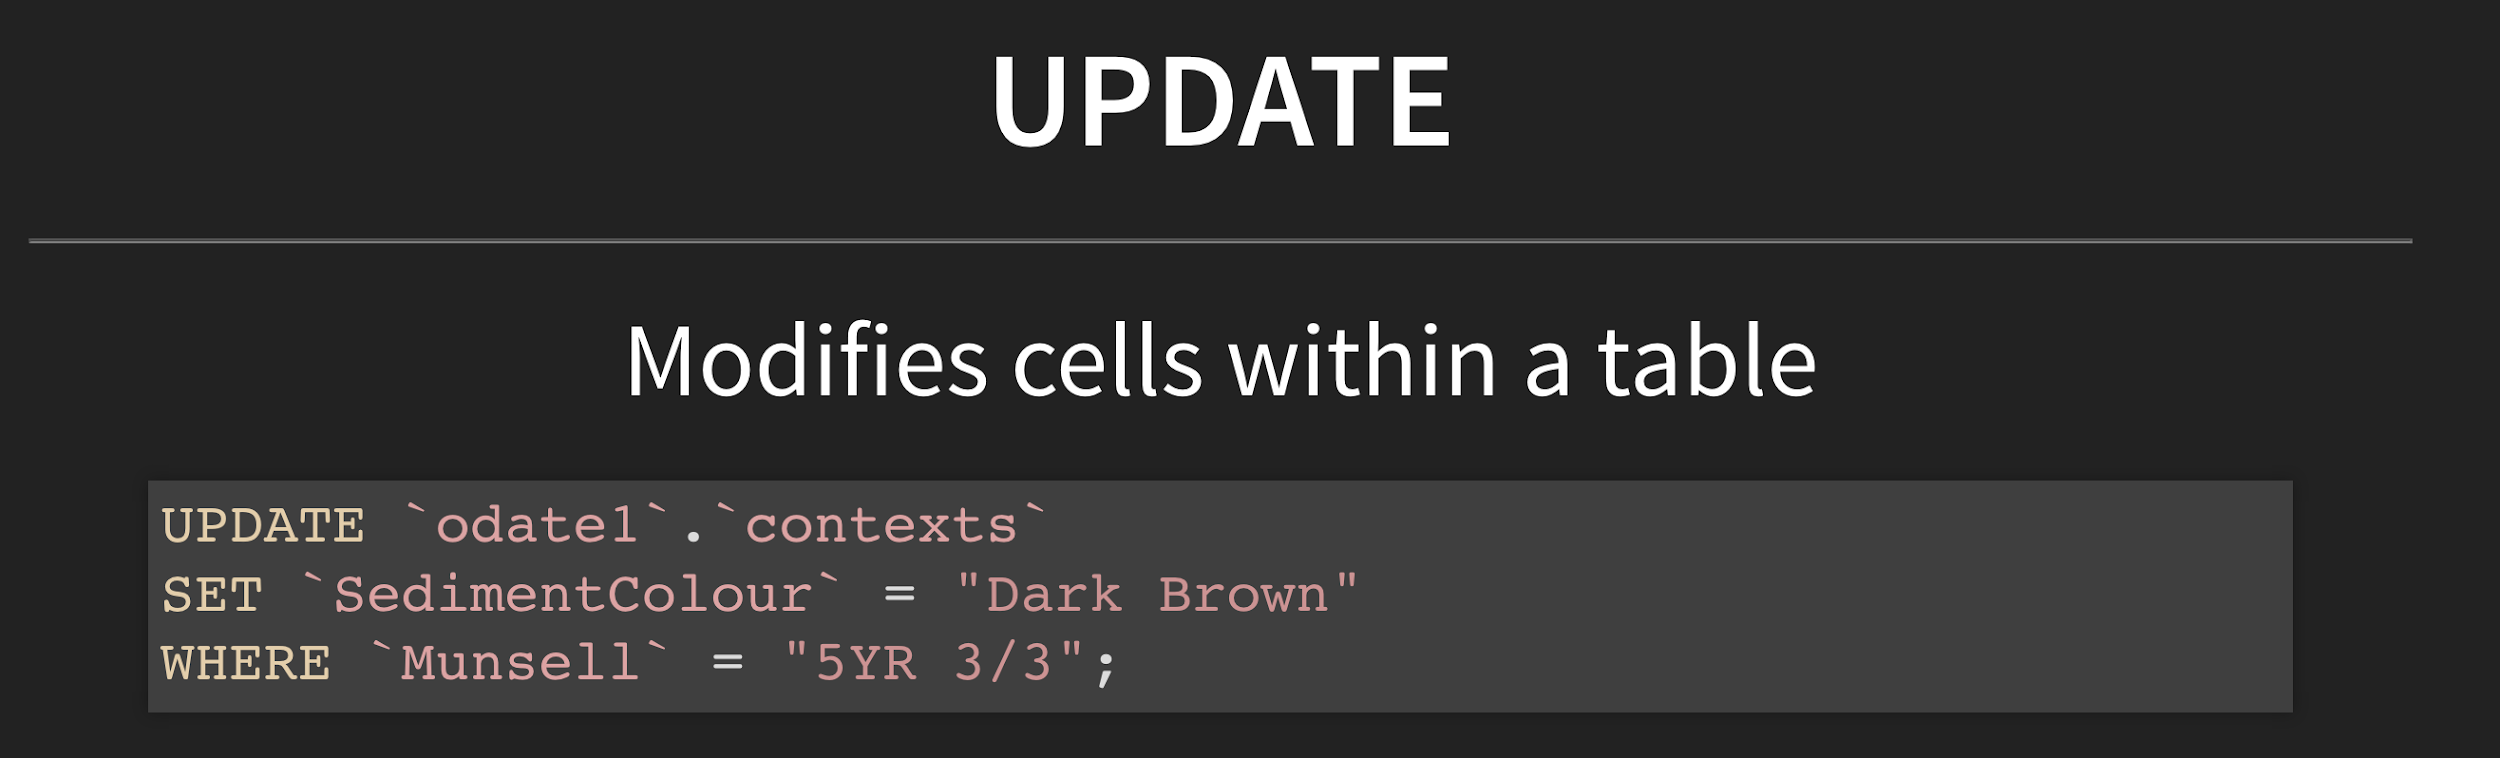 UPDATE
Modifies cells within a table
UPDATE `odate1`.`contexts`
SET `SedimentColour` = "Dark Brown"
WHERE `Munsell` = "5YR 3/3";